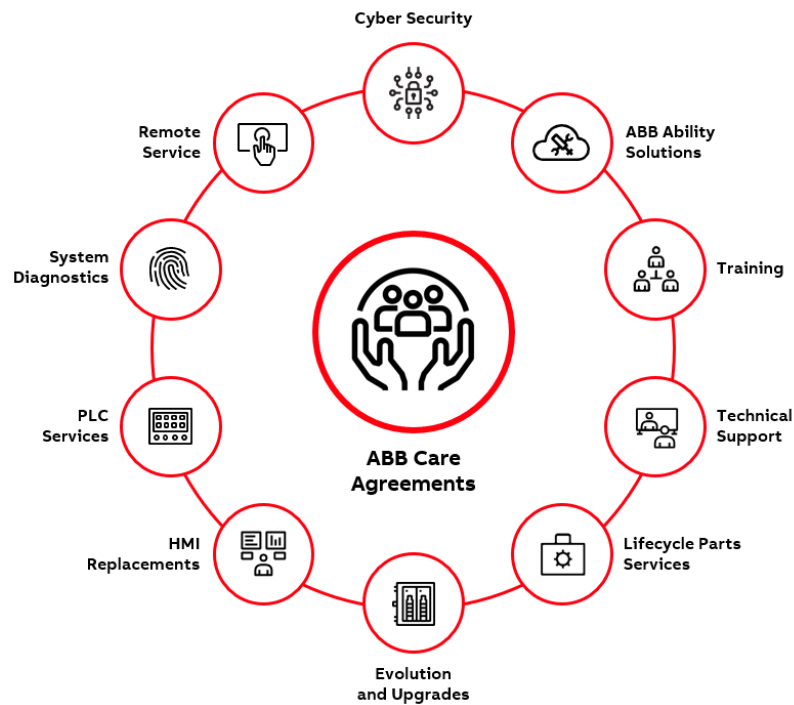 Cyber Security
ABB Ability
Solutions
Training
Technical
Support
Lifecycle Parts
Services
Evolution
and Upgrades
HMI
Replacements
PLC
Services
System
Diagnostics
Remote
Service
ABB Care
Agreements